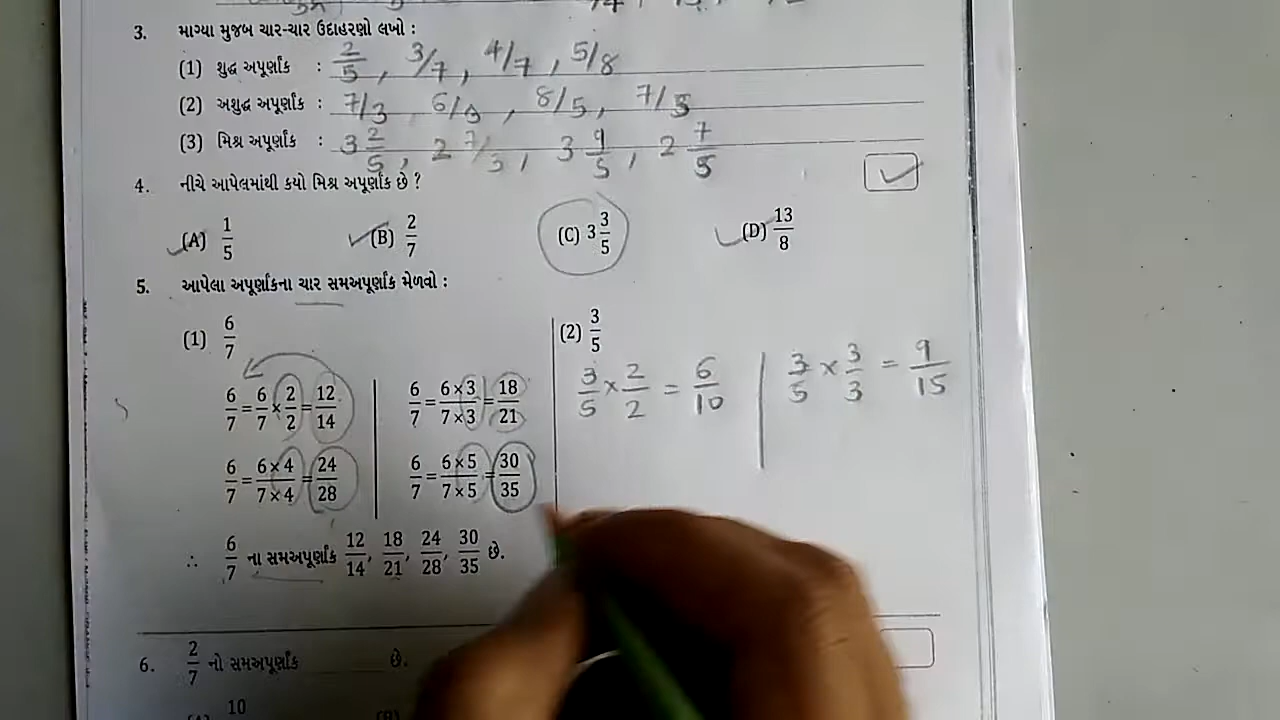 3. માગ્યા મુજબ ચાર-ચાર ઉદાહરણો લખો :
(1) શુદ્ધ અપૂર્ણાંક : 2/5 , 3/7 , 4/7 , 5/8
(2) અશુદ્ધ અપૂર્ણાંક : 7/3 , 8/5 , 7/5
(3) મિશ્ર અપૂર્ણાંક : 3 2/5 , 2 7/3 , 3 9/5 , 2 7/5
4. નીચે આપેલમાંથી કયો મિશ્ર અપૂર્ણાંક છે ?
(A) 1/5 (B) 2/7 (C) 3 3/5 (D) 13/8
5. આપેલા અપૂર્ણાંકના ચાર સમઅપૂર્ણાંક મેળવો :
(1) 6/7 (2) 3/5
6/7 = 6/7 × 2/2 = 12/14 6/7 = 6 × 3/7 × 3 = 18/21 3/5 × 2/2 = 6/10 3/5 × 3/3 = 9/15
6/7 = 6 × 4/7 × 4 = 24/28 6/7 = 6 × 5/7 × 5 = 30/35
∴ 6/7 ના સમઅપૂર્ણાંક 12/14, 18/21, 24/28, 30/35 છે.
6. 2/7 નો સમઅપૂર્ણાંક ______ છે.
10